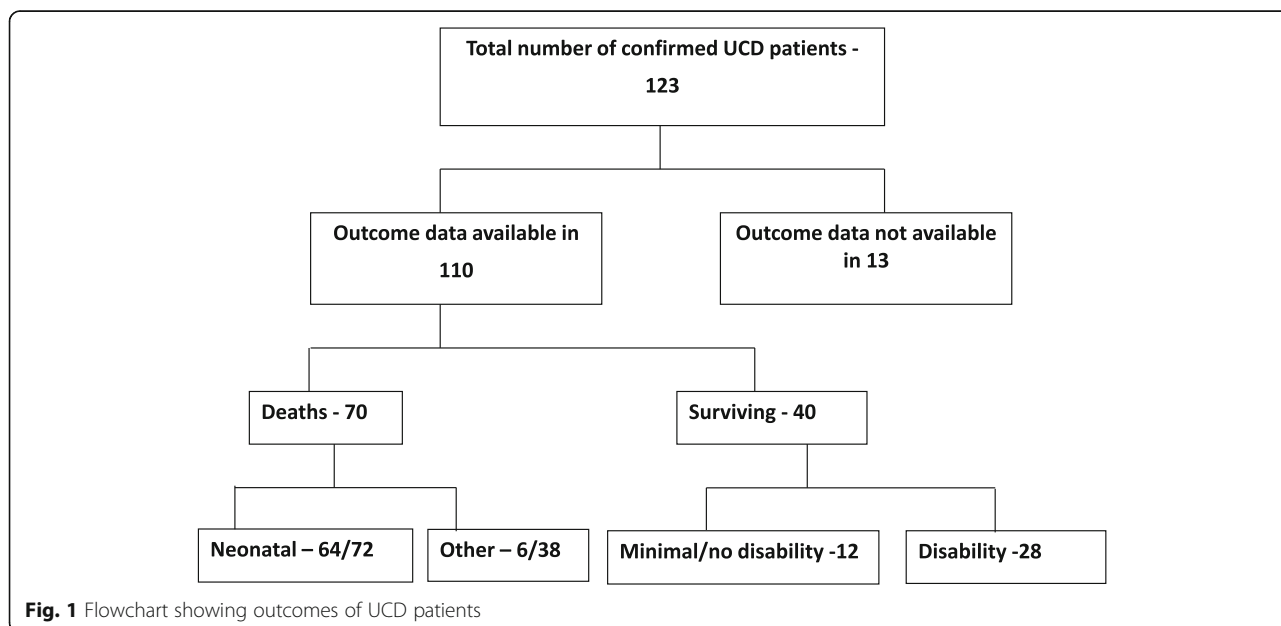 Total number of confirmed UCD patients -
123
Outcome data available in
110
Outcome data not available
in 13
Deaths - 70
Surviving - 40
Neonatal – 64/72
Other – 6/38
Minimal/no disability -12
Disability -28
Fig. 1 Flowchart showing outcomes of UCD patients